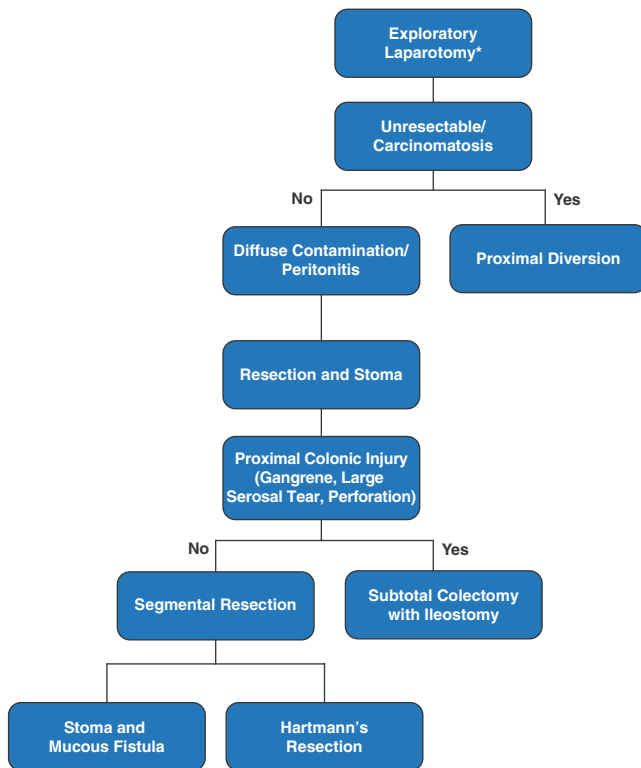 Exploratory
Laparotomy*
Unresectable/
Carcinomatosis
No
Yes
Diffuse Contamination/
Peritonitis
Proximal Diversion
Resection and Stoma
Proximal Colonic Injury
(Gangrene, Large
Serosal Tear, Perforation)
No
Yes
Segmental Resection
Subtotal Colectomy
with Ileostomy
Stoma and
Mucous Fistula
Hartmann’s
Resection